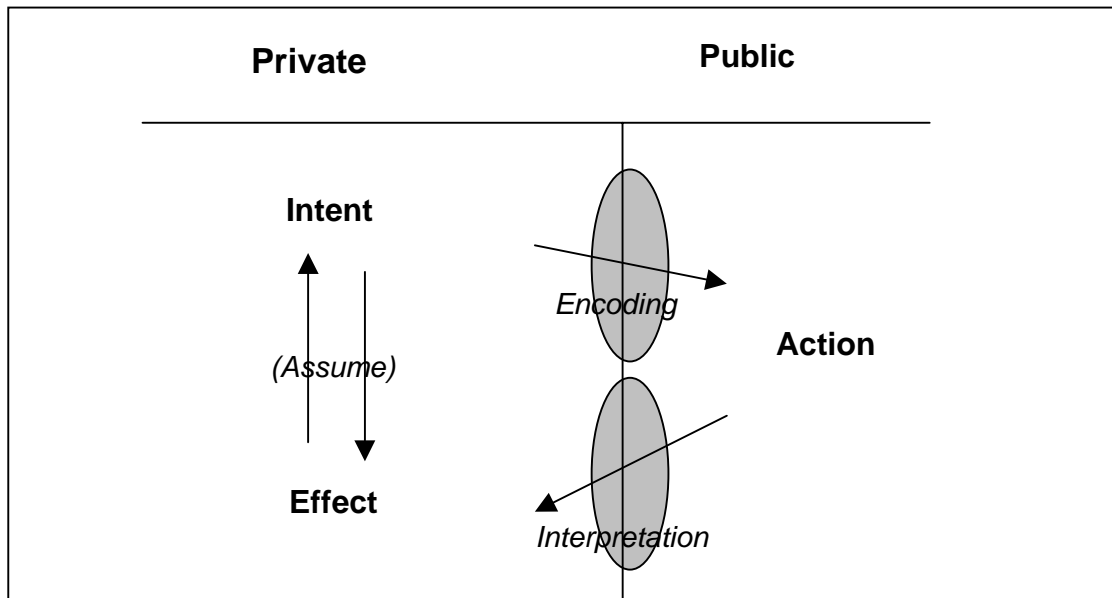 Private
Public
Intent
Encoding
(Assume)
Action
Effect
Interpretation